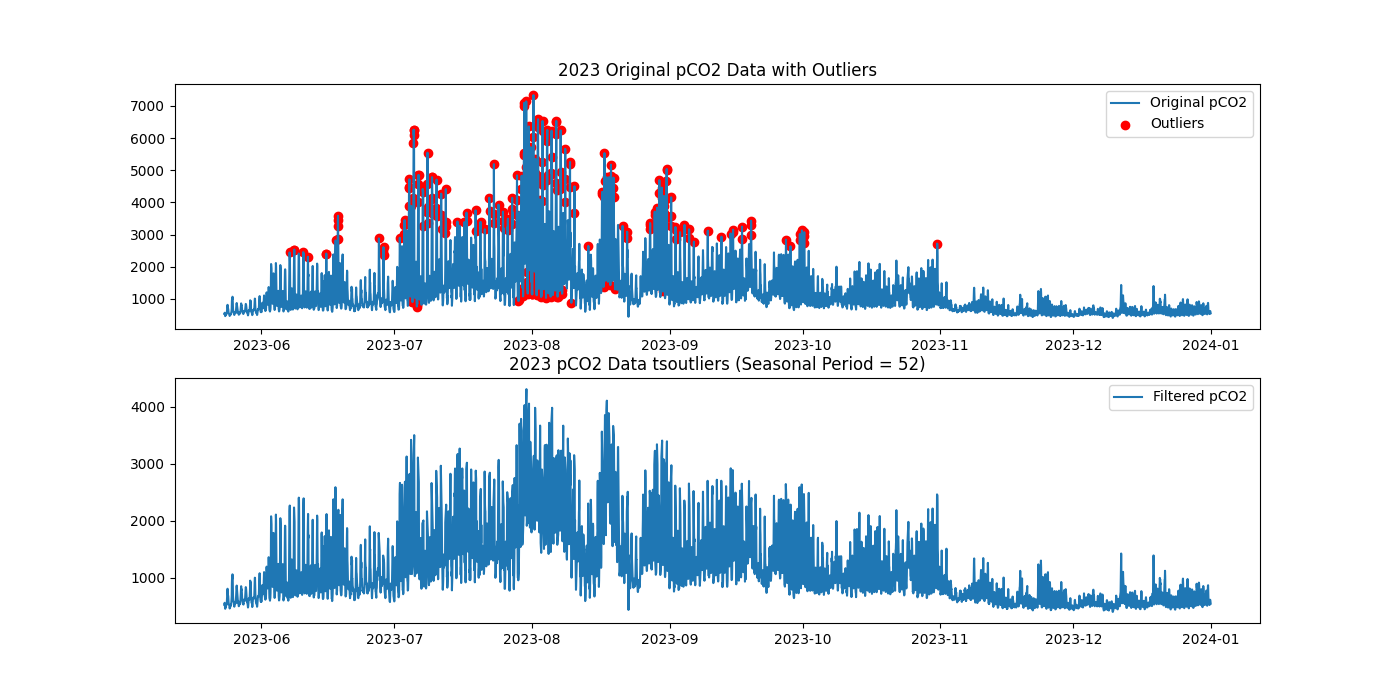 2023 Original pCO2 Data with Outliers
Original pCO2
Outliers
7000
6000
5000
4000
3000
2000
1000
2023-06 2023-07 2023-08 2023-09 2023-10 2023-11 2023-12 2024-01
2023 pCO2 Data tsoutliers (Seasonal Period = 52)
Filtered pCO2
4000
3000
2000
1000
2023-06 2023-07 2023-08 2023-09 2023-10 2023-11 2023-12 2024-01